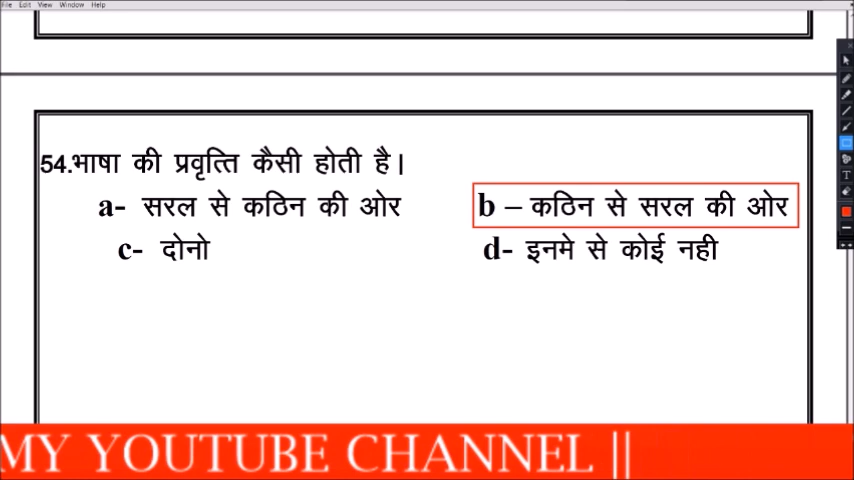 File Edit View Window Help
54.भाषा की प्रवृत्ति कैसी होती है।
a- सरल से कठिन की ओर b – कठिन से सरल की ओर
c- दोनो d- इनमे से कोई नही
MY YOUTUBE CHANNEL ||